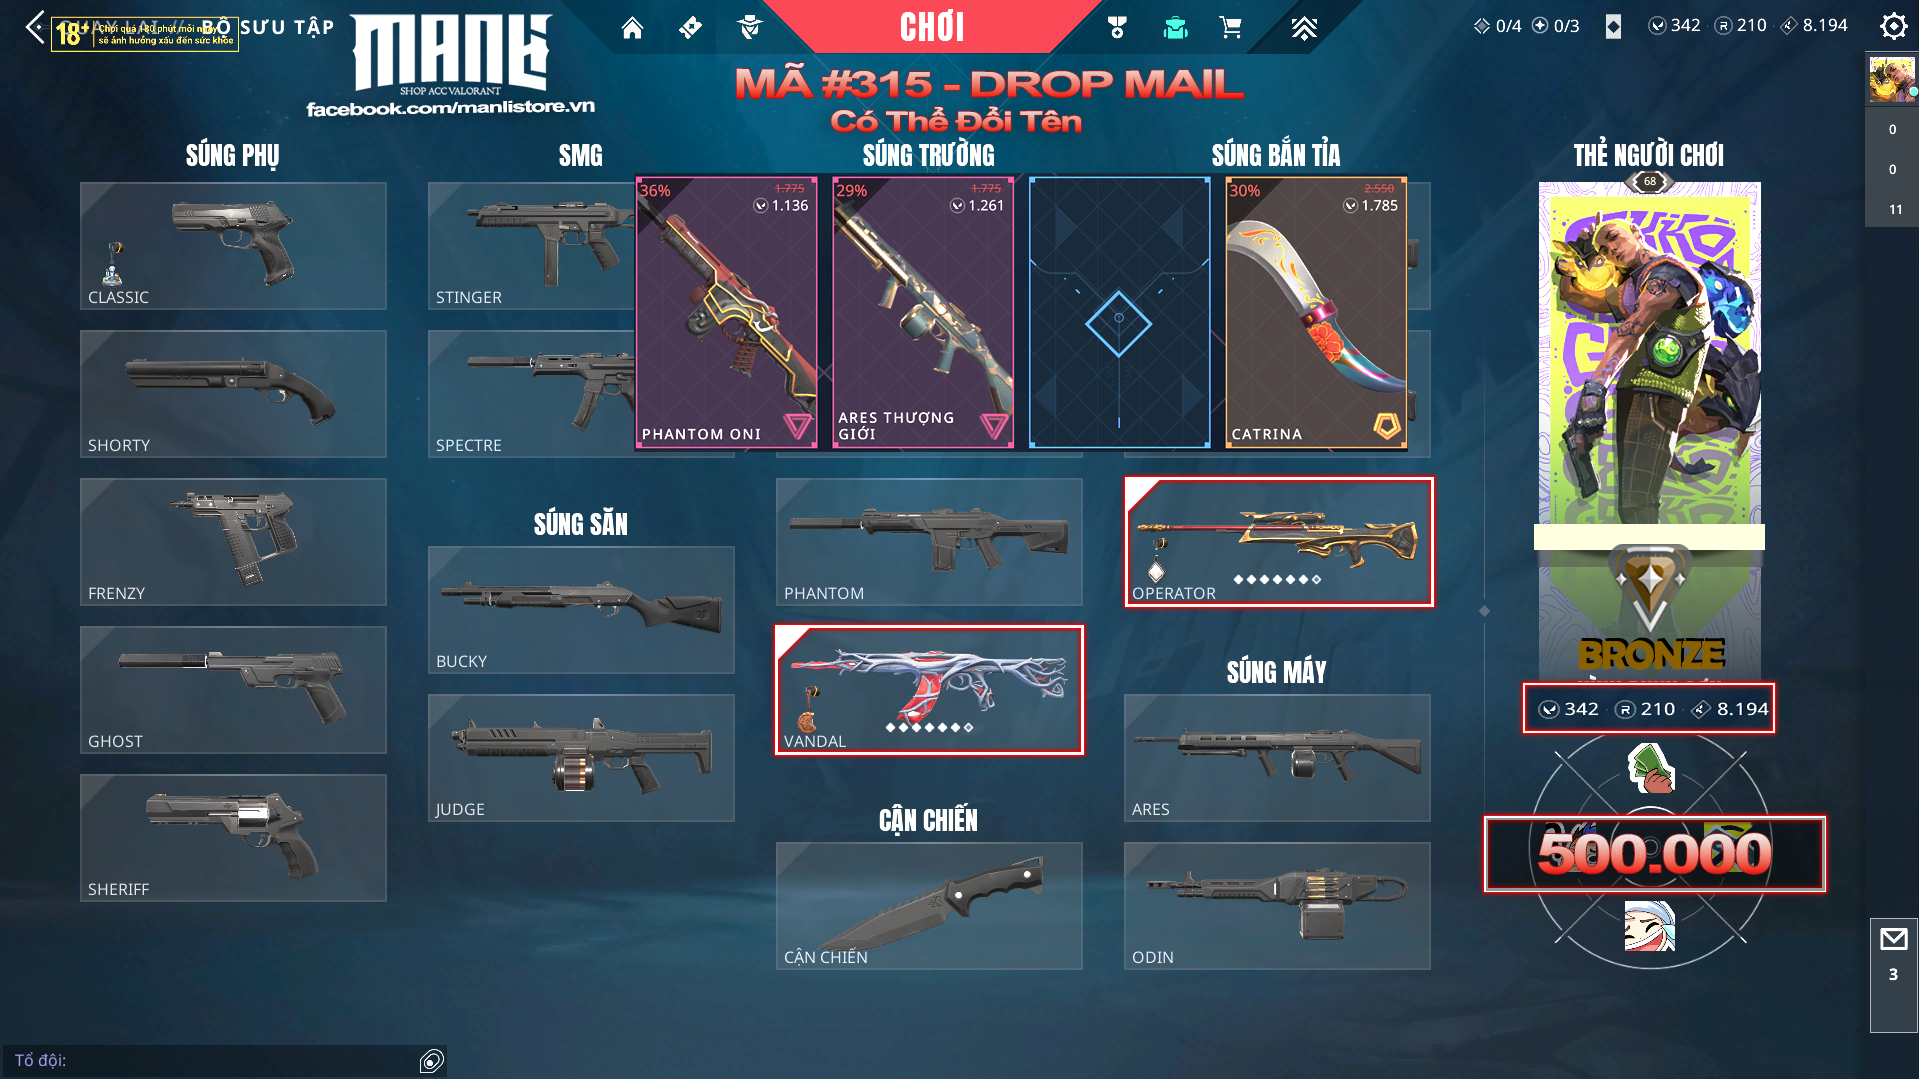 BỘ SƯU TẬP
18+
Chơi quá 180 phút mỗi ngày
sẽ ảnh hưởng xấu đến sức khỏe
SHOP ACC VALORANT
facebook.com/manlistore.vn
CHƠI
0/4
0/3
342
210
8.194
MÃ #315 - DROP MAIL
Có Thể Đổi Tên
SÚNG PHỤ
SMG
SÚNG TRƯỜNG
SÚNG BẮN TỈA
THẺ NGƯỜI CHƠI
68
0
0
11
CLASSIC
SHORTY
FRENZY
GHOST
SHERIFF
STINGER
SPECTRE
SÚNG SĂN
BUCKY
JUDGE
36%
1.775
1.136
PHANTOM ONI
29%
1.775
1.261
ARES THƯỢNG
GIỚI
30%
2.550
1.785
CATRINA
PHANTOM
VANDAL
CẬN CHIẾN
CẬN CHIẾN
OPERATOR
SÚNG MÁY
ARES
ODIN
BRONZE
342
210
8.194
500.000
3
Tổ đội: